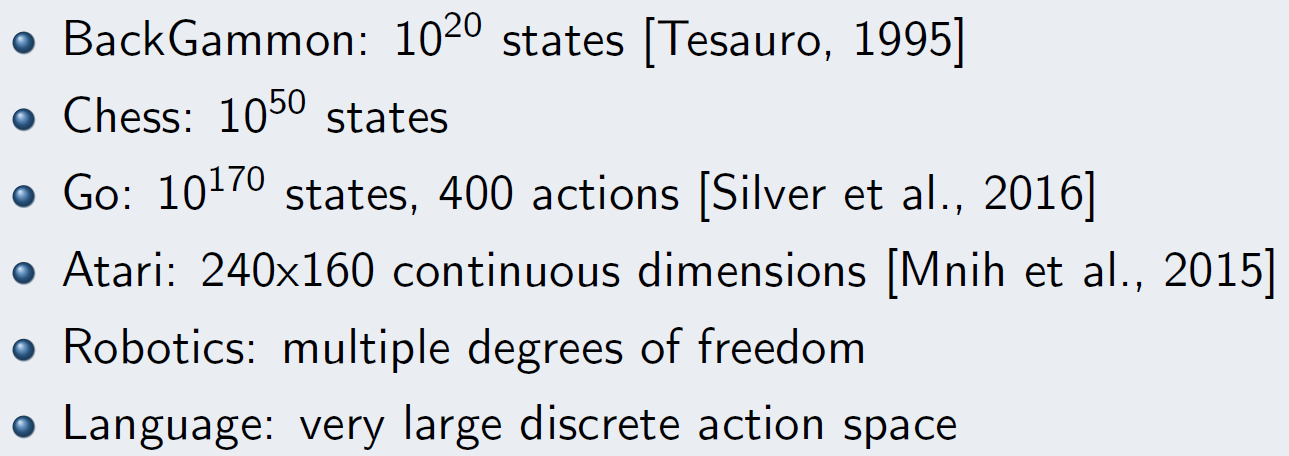 BackGammon: 10^20 states [Tesauro, 1995]
Chess: 10^50 states
Go: 10^170 states, 400 actions [Silver et al., 2016]
Atari: 240x160 continuous dimensions [Mnih et al., 2015]
Robotics: multiple degrees of freedom
Language: very large discrete action space